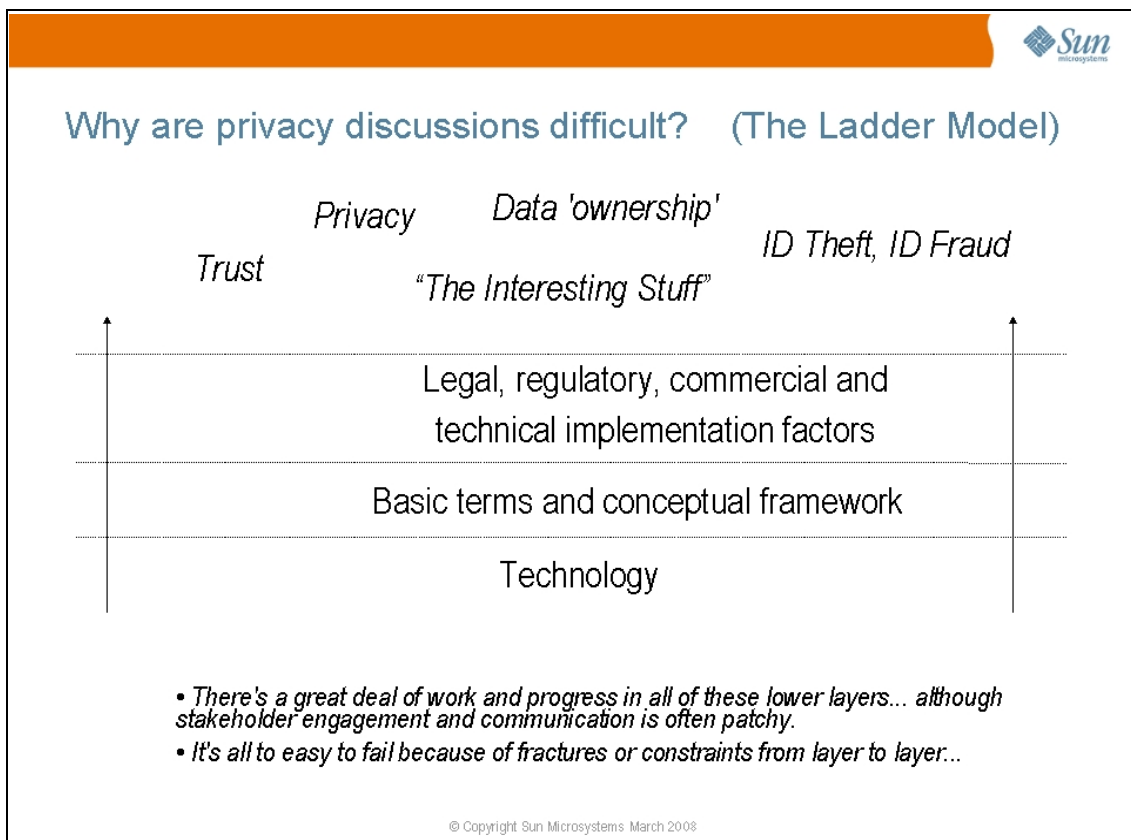 Sun
microsystems
Why are privacy discussions difficult? (The Ladder Model)
Privacy
Data 'ownership'
ID Theft, ID Fraud
Trust
“The Interesting Stuff”
Legal, regulatory, commercial and
technical implementation factors
Basic terms and conceptual framework
Technology
• There's a great deal of work and progress in all of these lower layers... although
stakeholder engagement and communication is often patchy.
• It's all to easy to fail because of fractures or constraints from layer to layer...
© Copyright Sun Microsystems March 2008